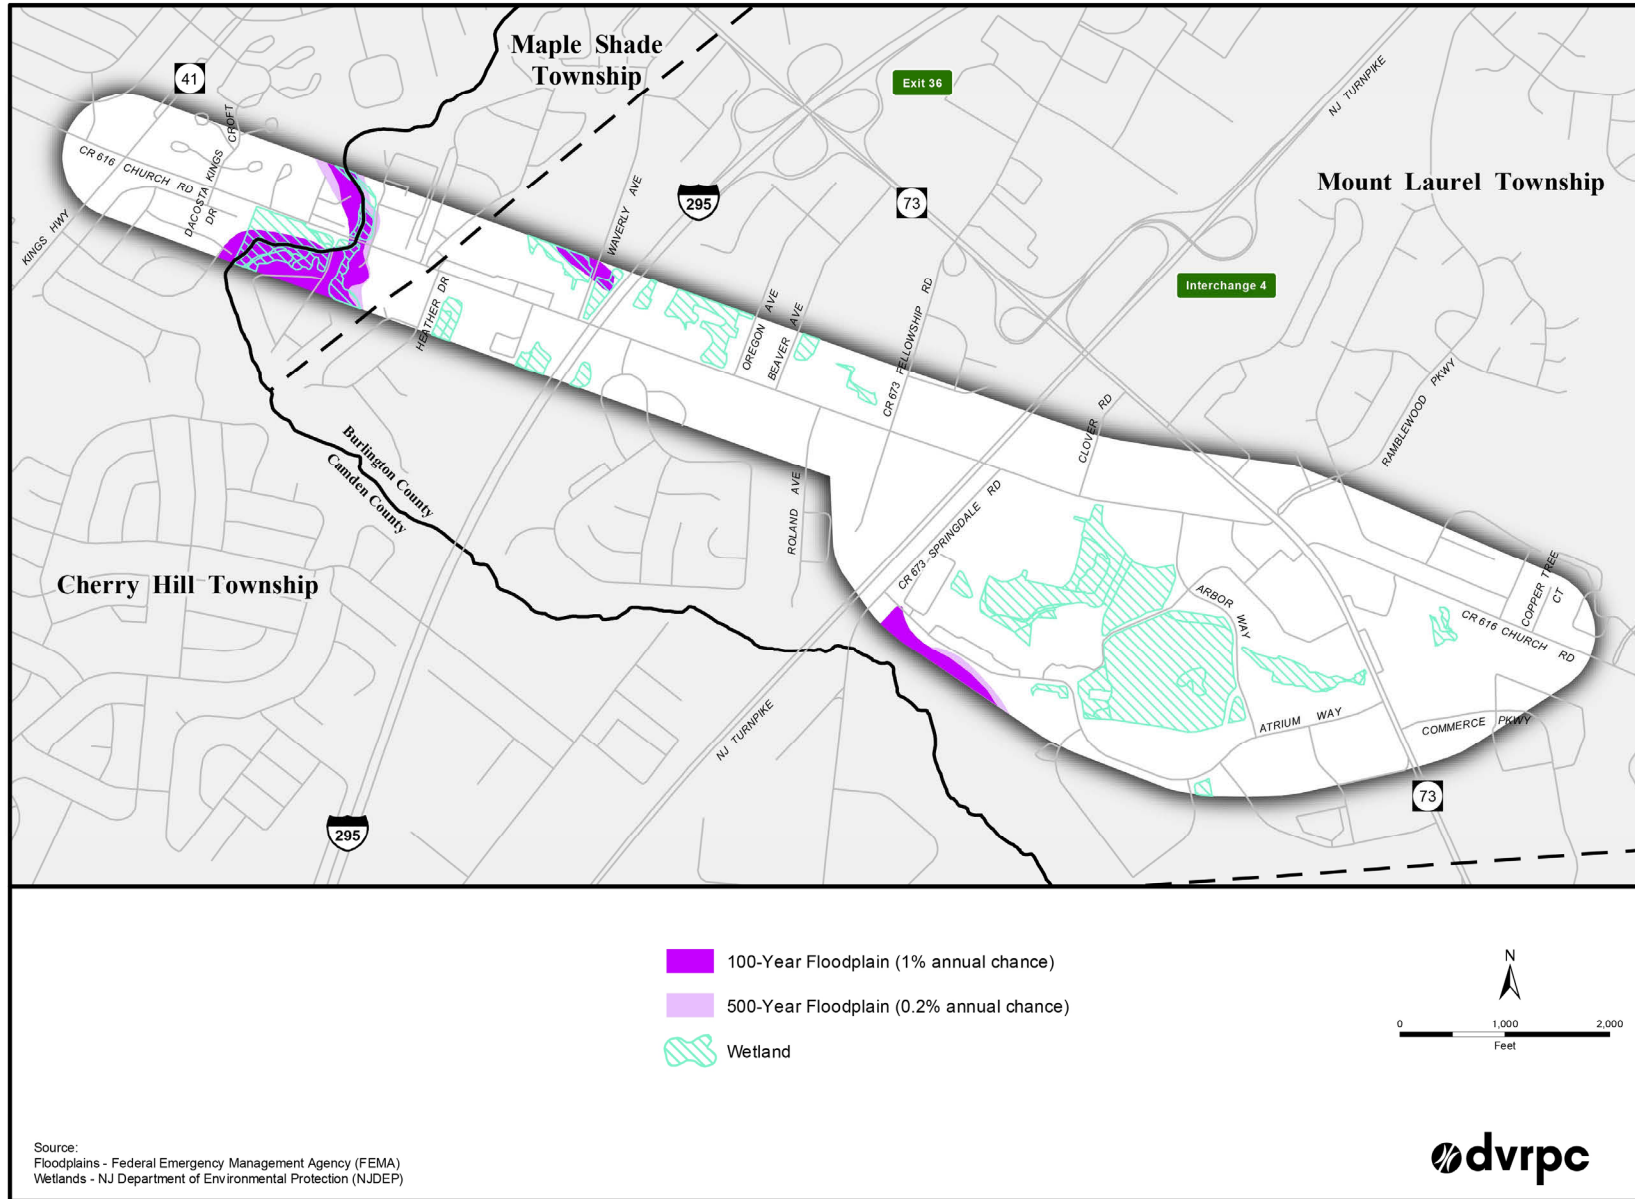 Maple Shade
Township
41
Exit 36
NJ TURNPIKE
CROFT
KINGS
DACOSTA
DR
CR 616 CHURCH RD
KINGS HWY
WAVERLY AVE
295
73
Mount Laurel Township
Interchange 4
HEATHER DR
OREGON AVE
BEAVER AVE
CR 673 FELLOWSHIP RD
CLOVER RD
RAMBLEWOOD PKWY
Burlington County
Camden County
ROLAND AVE
CR 673 SPRINGDALE RD
Cherry Hill Township
ARBOR WAY
COPPER TREE
CT
CR 616 CHURCH RD
NJ TURNPIKE
ATRIUM WAY
COMMERCE PKWY
73
295
100-Year Floodplain (1% annual chance)
500-Year Floodplain (0.2% annual chance)
Wetland
N
0 1,000 2,000
Feet
Source:
Floodplains - Federal Emergency Management Agency (FEMA)
Wetlands - NJ Department of Environmental Protection (NJDEP)
dvrpc